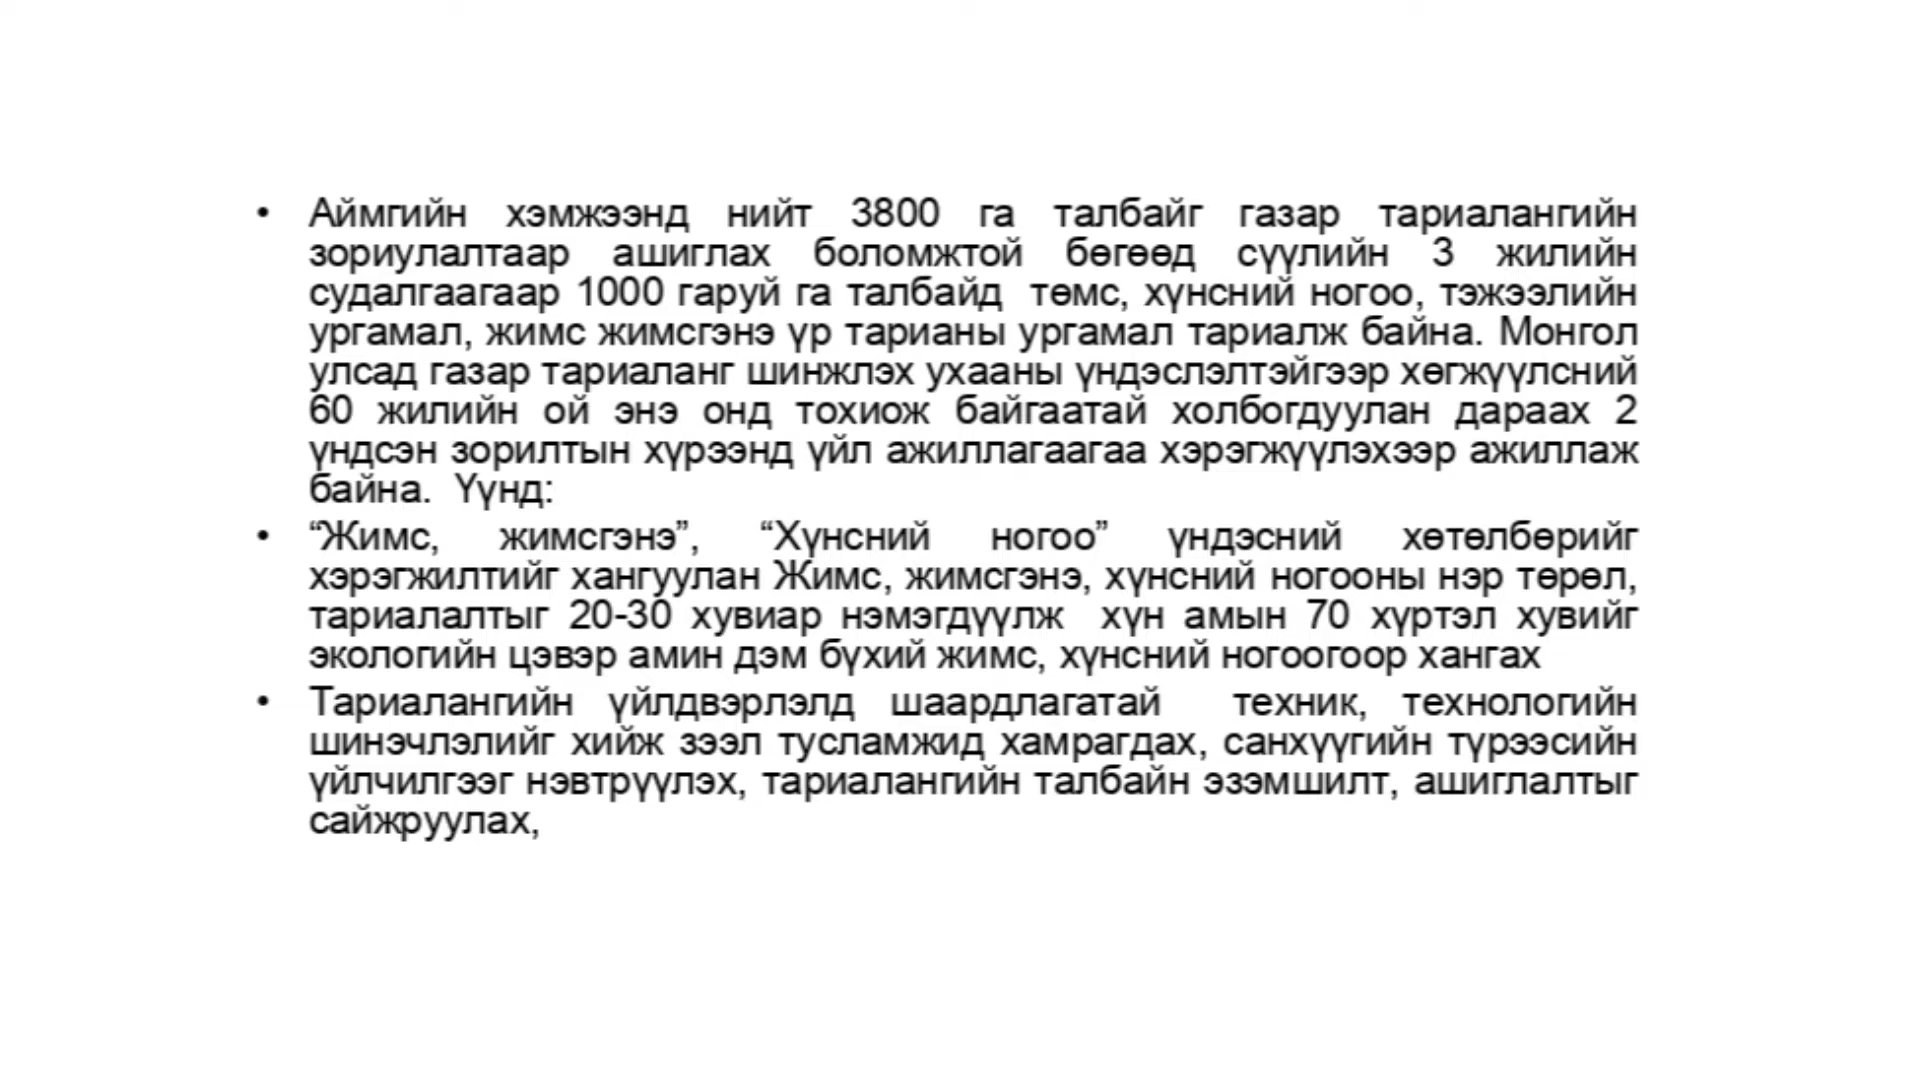 • Аймгийн хэмжээнд нийт 3800 га талбайг газар тариалангийн
зориулалтаар ашиглах боломжтой бөгөөд сүүлийн 3 жилийн
судалгаагаар 1000 гаруй га талбайд төмс, хүнсний ногоо, тэжээлийн
ургамал, жимс жимсгэнэ үр тарианы ургамал тариалж байна. Монгол
улсад газар тариаланг шинжлэх ухааны үндэслэлтэйгээр хөгжүүлсний
60 жилийн ой энэ онд тохиож байгаатай холбогдуулан дараах 2
үндсэн зорилтын хүрээнд үйл ажиллагаагаа хэрэгжүүлэхээр ажиллаж
байна. Үүнд:
• “Жимс, жимсгэнэ”, “Хүнсний ногоо” үндэсний хөтөлбөрийг
хэрэгжилтийг хангуулан Жимс, жимсгэнэ, хүнсний ногооны нэр төрөл,
тариалалтыг 20-30 хувиар нэмэгдүүлж хүн амын 70 хүртэл хувийг
экологийн цэвэр амин дэм бүхий жимс, хүнсний ногоогоор хангах
• Тариалангийн үйлдвэрлэлд шаардлагатай техник, технологийн
шинэчлэлийг хийж зээл тусламжид хамрагдах, санхүүгийн түрээсийн
үйлчилгээг нэвтрүүлэх, тариалангийн талбайн эзэмшилт, ашиглалтыг
сайжруулах,